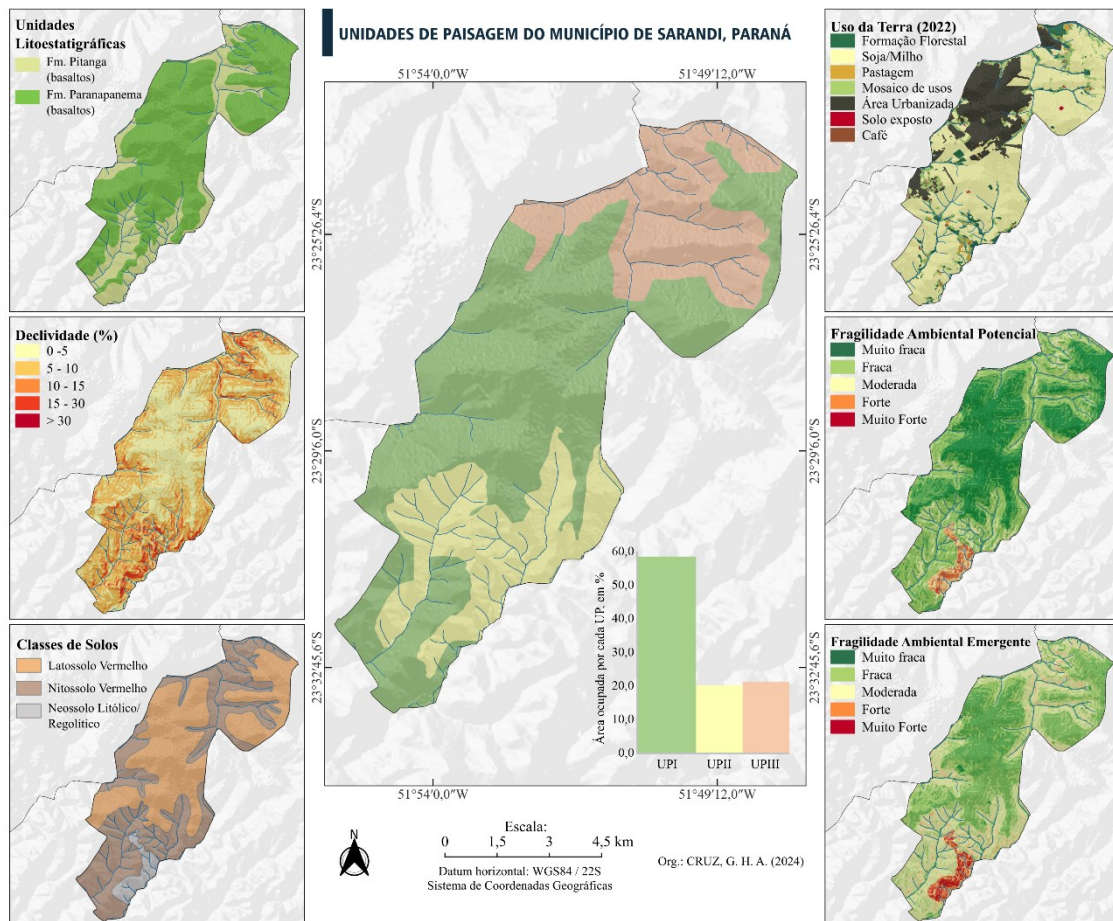 UNIDADES DE PAISAGEM DO MUNICÍPIO DE SARANDI, PARANÁ
Unidades
Litoestatigráficas
Fm. Pitanga
(basaltos)
Fm. Paranapanema
(basaltos)
Declividade (%)
0 -5
5 - 10
10 - 15
15 - 30
> 30
Classes de Solos
Latossolo Vermelho
Nitossolo Vermelho
Neossolo Litólico/
Regolítico
51°54'0,0"W
51°49'12,0"W
23°25'26,4"S
23°25'26,4"S
23°29'6,0"S
23°29'6,0"S
23°32'45,6"S
23°32'45,6"S
Área ocupada por cada UP, em %
60,0
50,0
40,0
30,0
20,0
10,0
0,0
UPI
UPII
UPIII
51°54'0,0"W
51°49'12,0"W
N
Escala:
0
1,5
3
4,5 km
Datum horizontal: WGS84 / 22S
Sistema de Coordenadas Geográficas
Org.: CRUZ, G. H. A. (2024)
Uso da Terra (2022)
Formação Florestal
Soja/Milho
Pastagem
Mosaico de usos
Área Urbanizada
Solo exposto
Café
Fragilidade Ambiental Potencial
Muito fraca
Fraca
Moderada
Forte
Muito Forte
Fragilidade Ambiental Emergente
Muito fraca
Fraca
Moderada
Forte
Muito Forte